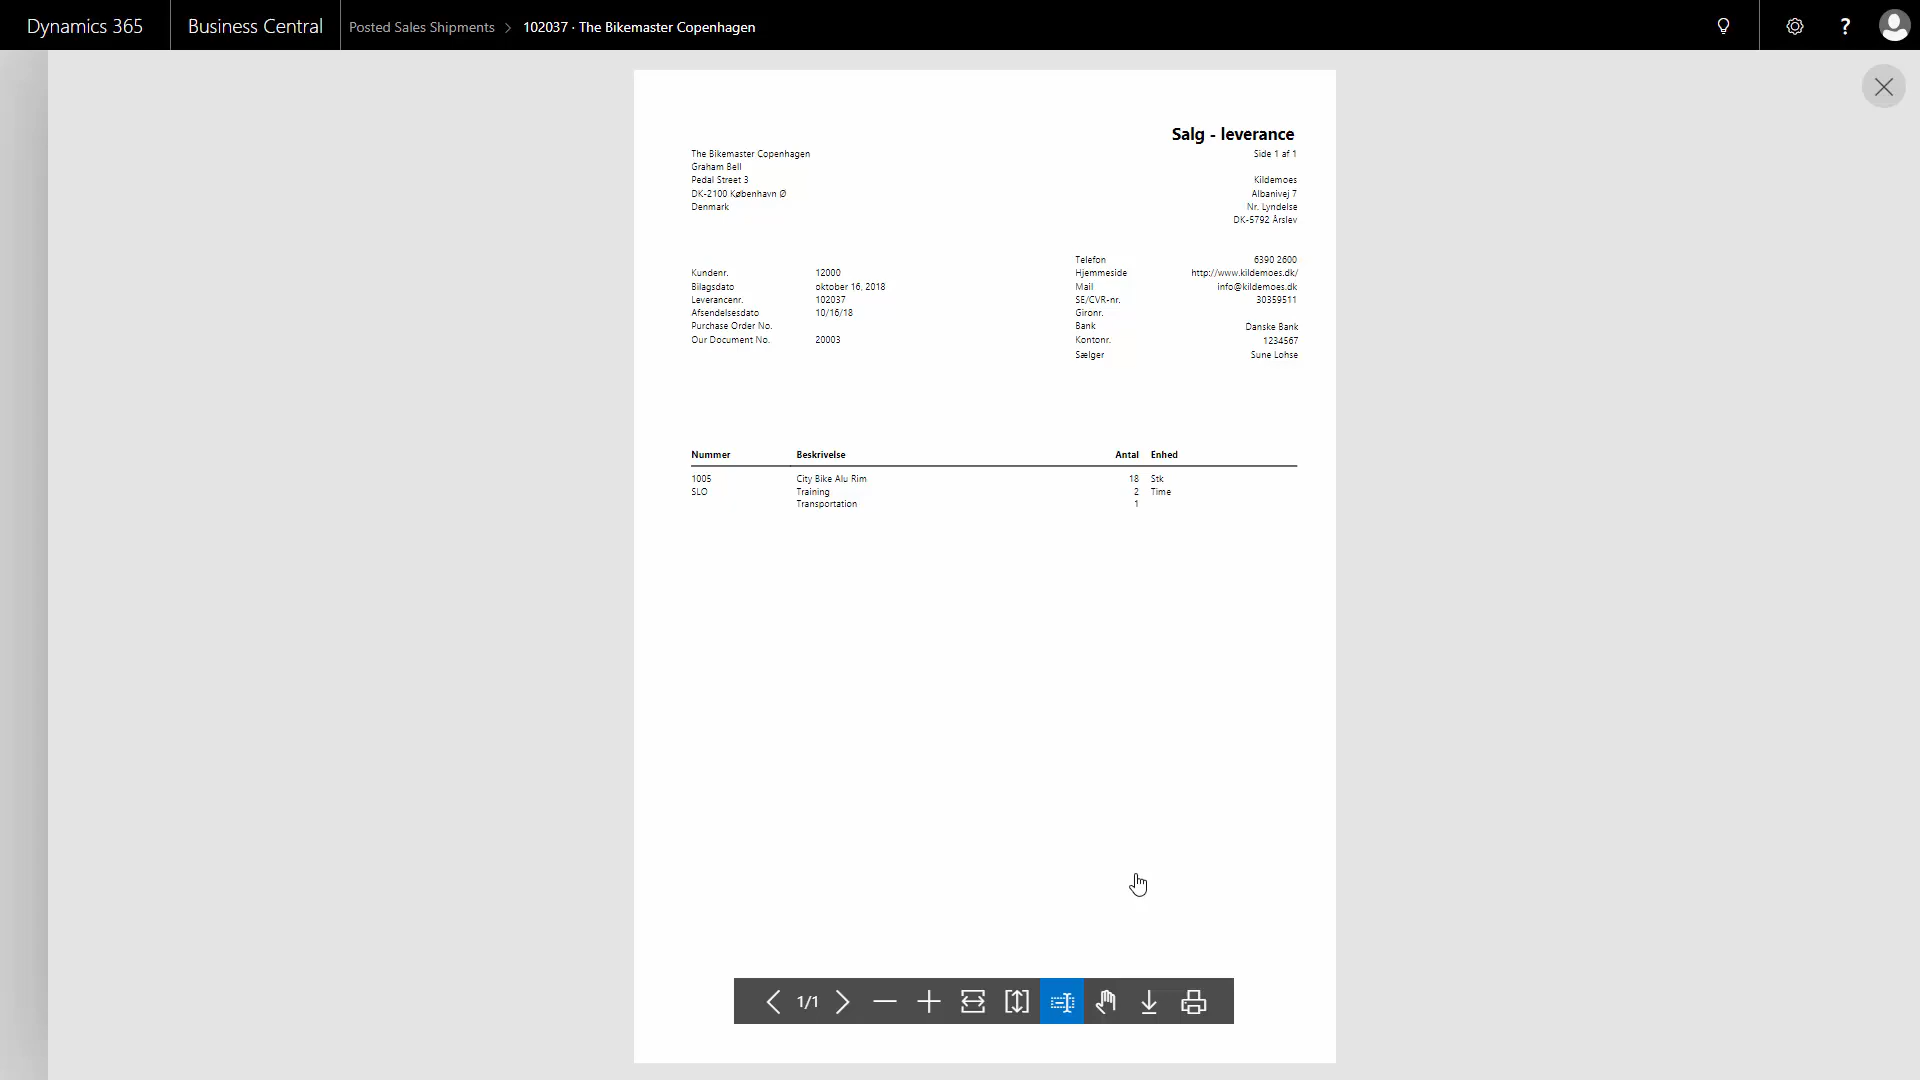 Dynamics 365 Business Central Posted Sales Shipments > 102037 · The Bikemaster Copenhagen ?
Salg - leverance
The Bikemaster Copenhagen Side 1 af 1
Graham Bell
Pedal Street 3 Kildemoes
DK-2100 København Ø Albanivej 7
Denmark Nr. Lyndelse
DK-5792 Årslev
Telefon 6390 2600
Kundenr. 12000 Hjemmeside http://www.kildemoes.dk/
Bilagsdato oktober 16, 2018 Mail info@kildemoes.dk
Leverancenr. 102037 SE/CVR-nr. 30359511
Afsendelsesdato 10/16/18 Gironr.
Purchase Order No. Bank Danske Bank
Our Document No. 20003 Kontonr. 1234567
Sælger Sune Lohse
Nummer Beskrivelse Antal Enhed
1005 City Bike Alu Rim 18 Stk
SLO Training 2 Time
Transportation 1
1/1